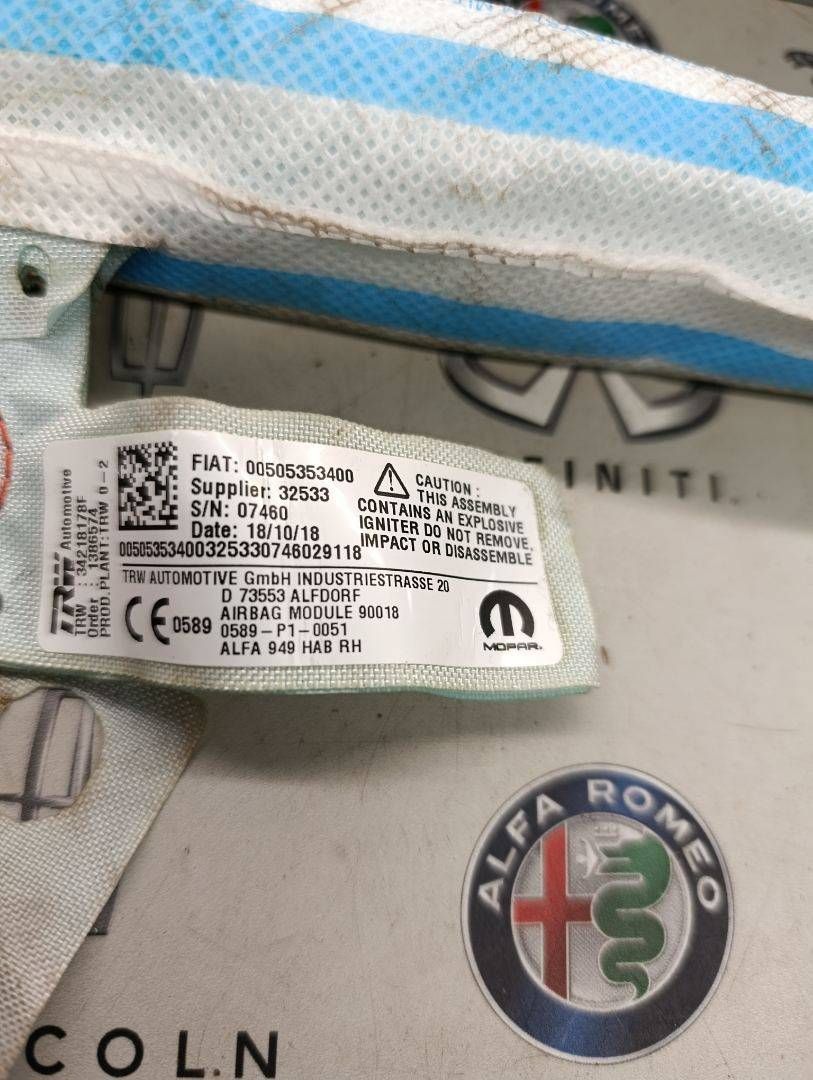 FIAT: 00505353400
Supplier: 32533
S/N: 07460
Date: 18/10/18
00505353400325330746029118
CAUTION :
THIS ASSEMBLY
CONTAINS AN EXPLOSIVE
IGNITER DO NOT REMOVE,
IMPACT OR DISASSEMBLE
TRW Automotive
TRW : 34218178F
Order : 1386574
PROD.PLANT:TRW 0-2
TRW AUTOMOTIVE GmbH INDUSTRIESTRASSE 20
D 73553 ALFDORF
AIRBAG MODULE 90018
CE 0589
0589-P1-0051
ALFA 949 HAB RH
MOPAR.
INITI
ALFA ROMEO
COLN